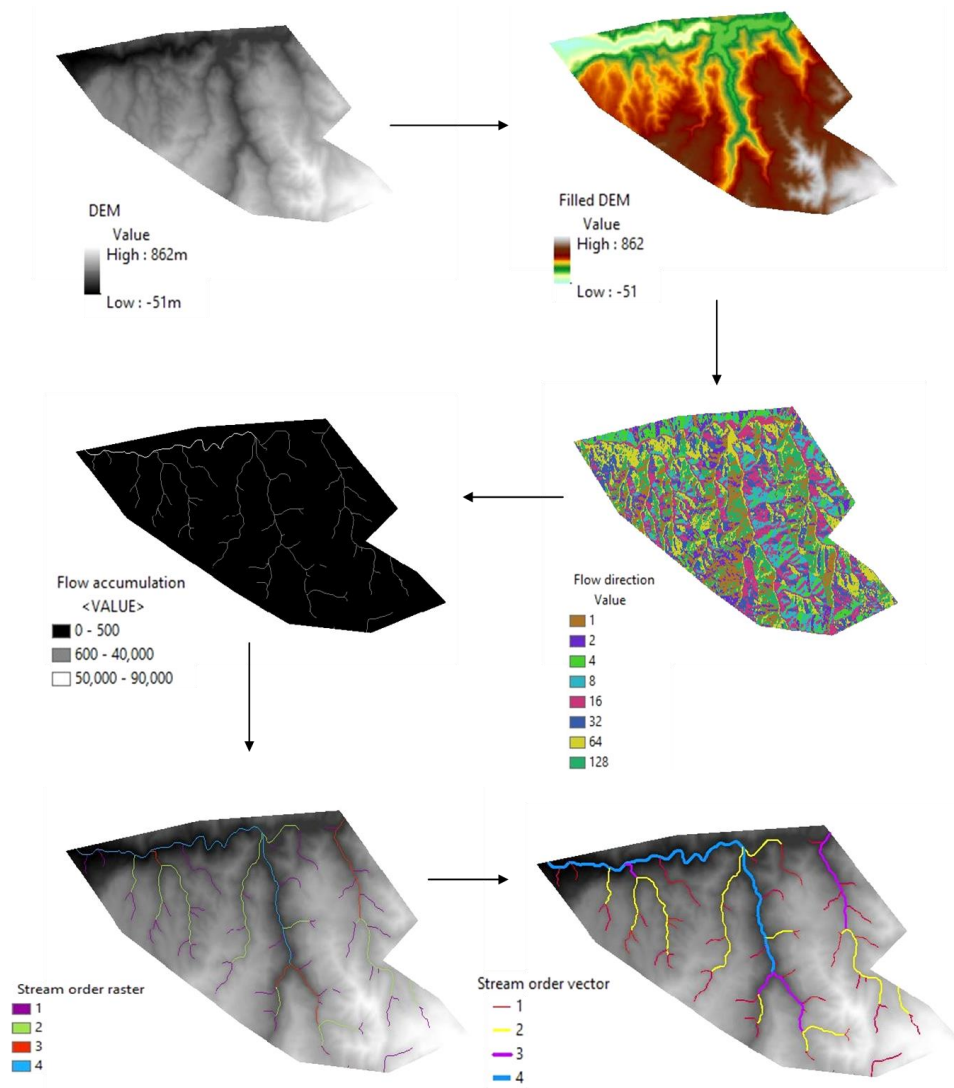 DEM
Value
High : 862m
Low : -51m
Filled DEM
Value
High : 862
Low : -51
Flow accumulation
<VALUE>
0 - 500
600 - 40,000
50,000 - 90,000
Flow direction
Value
1
2
4
8
16
32
64
128
Stream order raster
1
2
3
4
Stream order vector
1
2
3
4